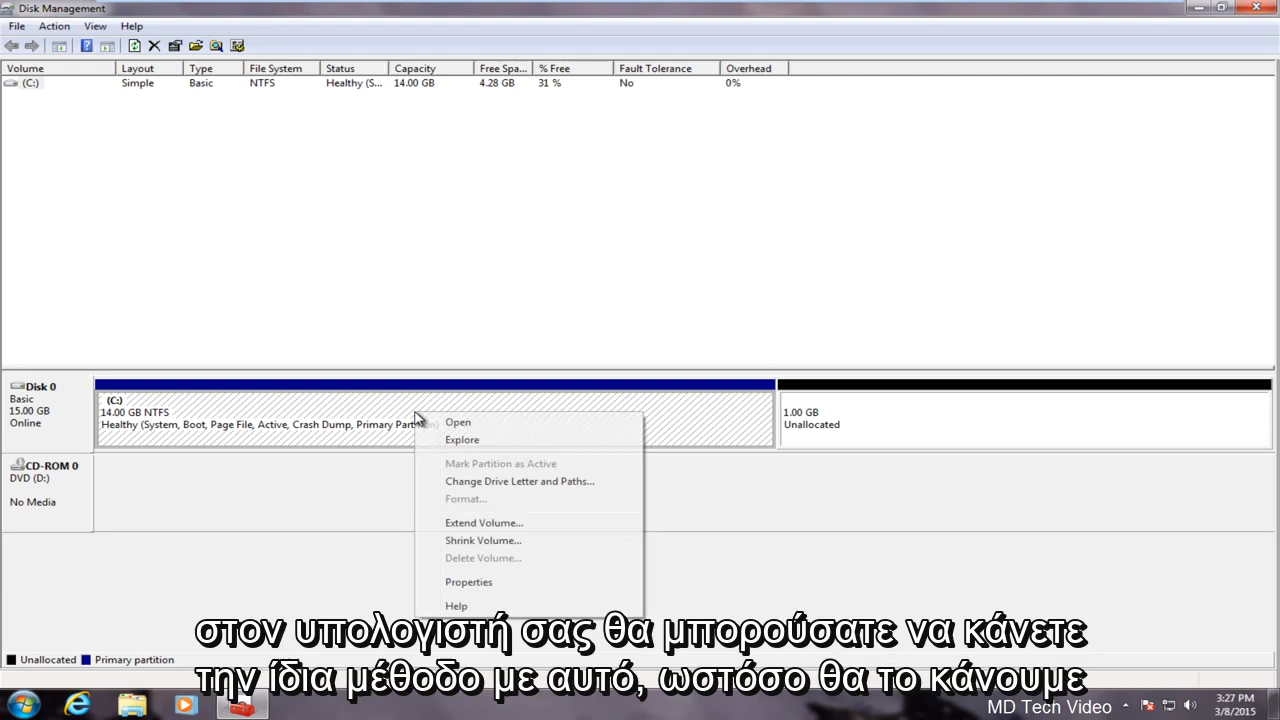 Disk Management
File Action View Help
Volume Layout Type File System Status Capacity Free Spa... % Free Fault Tolerance Overhead
(C:) Simple Basic NTFS Healthy (S... 14.00 GB 4.28 GB 31 % No 0%
Disk 0
Basic
15.00 GB
Online
(C:)
14.00 GB NTFS
Healthy (System, Boot, Page File, Active, Crash Dump, Primary Partition)
1.00 GB
Unallocated
Open
Explore
Mark Partition as Active
Change Drive Letter and Paths...
Format...
Extend Volume...
Shrink Volume...
Delete Volume...
Properties
Help
CD-ROM 0
DVD (D:)
No Media
στον υπολογιστή σας θα μπορούσατε να κάνετε
την ίδια μέθοδο με αυτό, ωστόσο θα το κάνουμε
Unallocated Primary partition
MD Tech Video
3:27 PM
3/8/2015